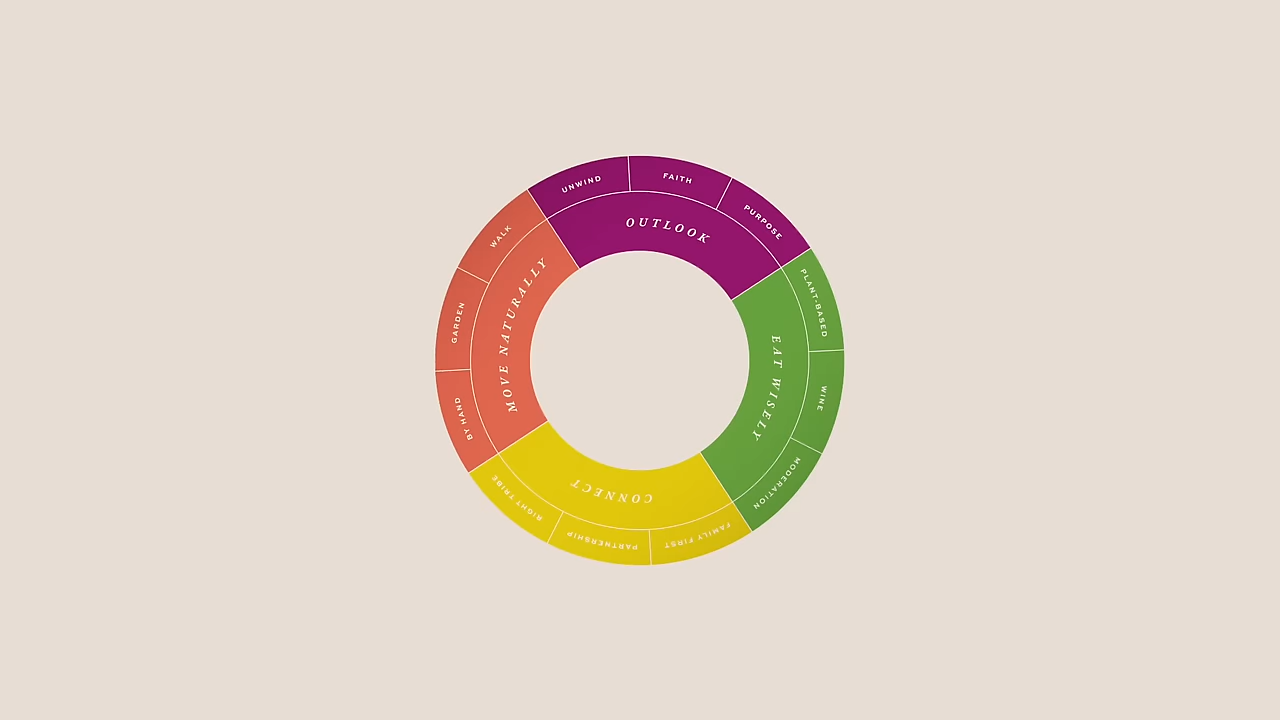 OUTLOOK
UNWIND
FAITH
PURPOSE
EAT WISELY
PLANT-BASED
WINE
MODERATION
CONNECT
FAMILY FIRST
PARTNERSHIP
RIGHT TRIBE
MOVE NATURALLY
BY HAND
GARDEN
WALK